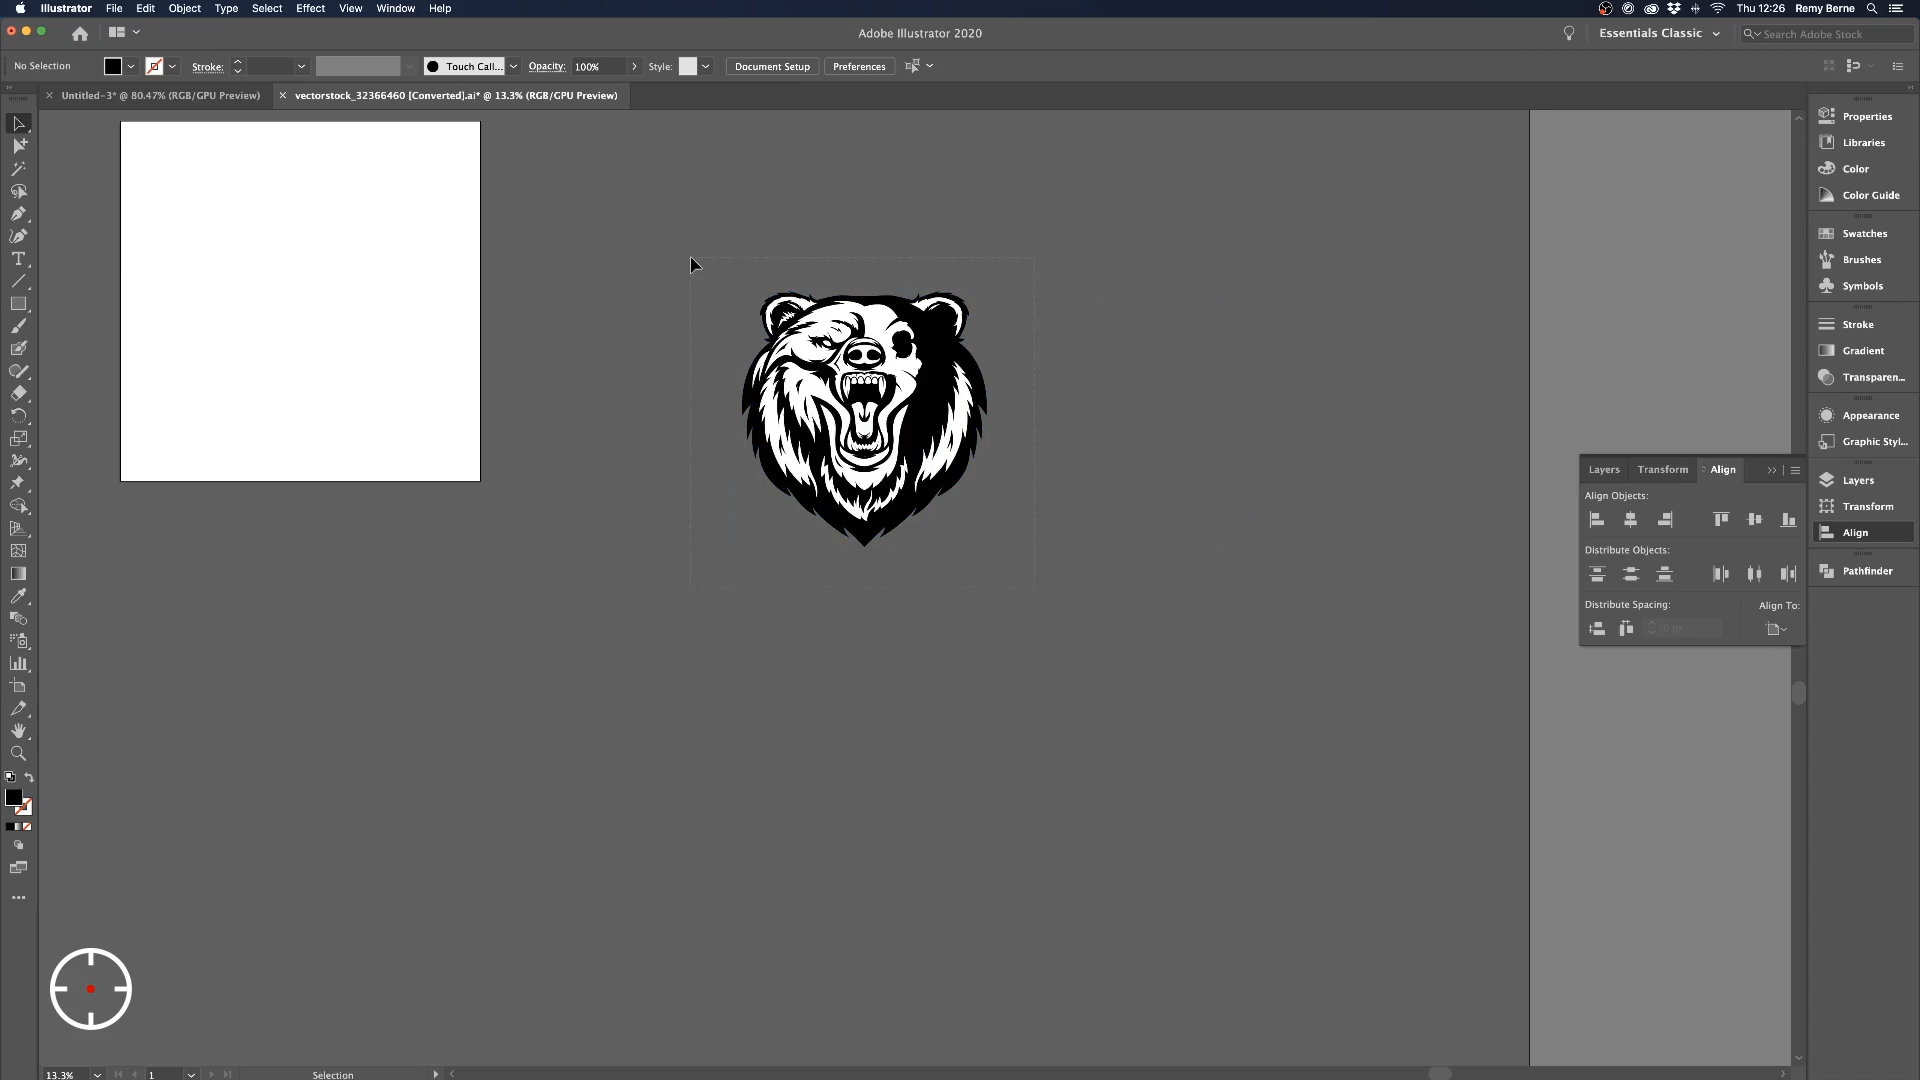 Illustrator File Edit Object Type Select Effect View Window Help Thu 12:26 Remy Berne
Adobe Illustrator 2020 Essentials Classic Search Adobe Stock
No Selection Stroke: Touch Call... Opacity: 100% Style: Document Setup Preferences
Untitled-3* @ 80.47% (RGB/GPU Preview) vectorstock_32366460 [Converted].ai* @ 13.3% (RGB/GPU Preview)
Properties
Libraries
Color
Color Guide
Swatches
Brushes
Symbols
Stroke
Gradient
Transparen...
Appearance
Graphic Styl...
Layers
Transform
Align
Pathfinder
Layers Transform Align
Align Objects:
Distribute Objects:
Distribute Spacing: Align To:
0 px
13.3% 1 Selection